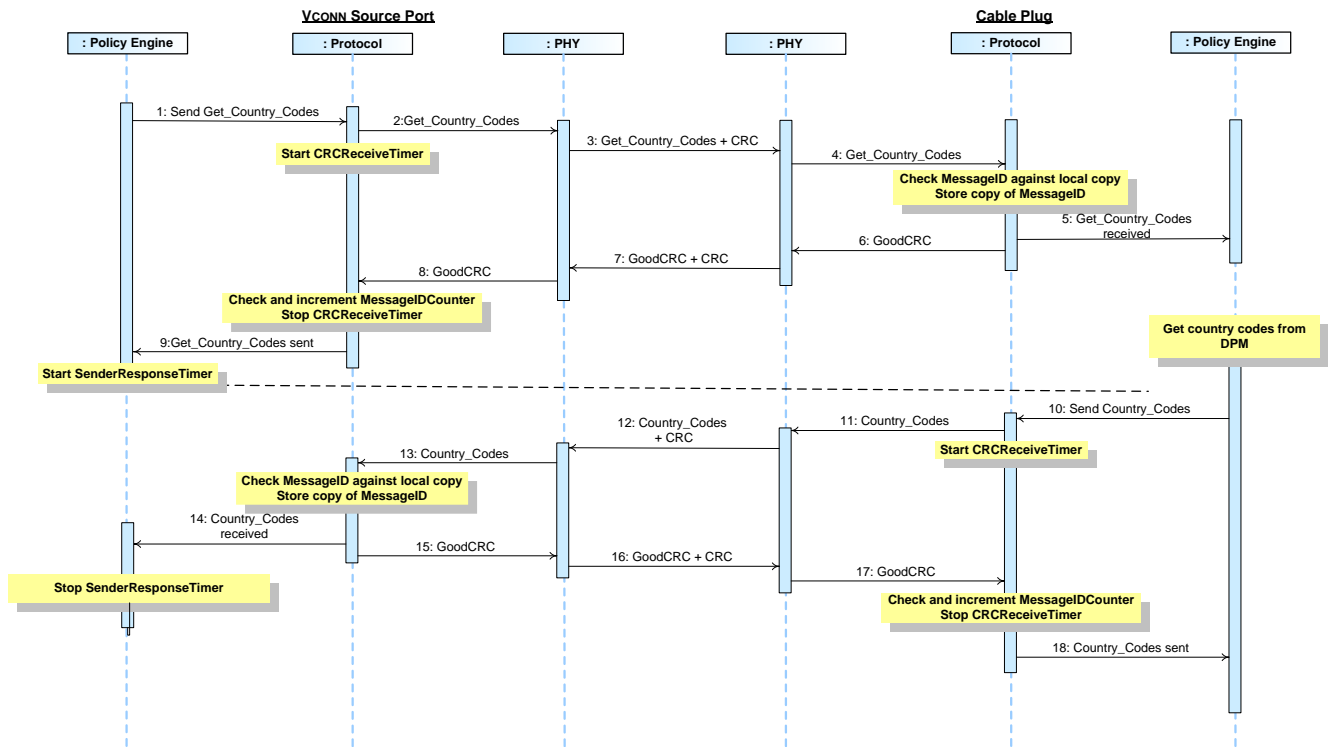 VCONN Source Port
Cable Plug
: Policy Engine
: Protocol
: PHY
: PHY
: Protocol
: Policy Engine
1: Send Get_Country_Codes
2:Get_Country_Codes
Start CRCReceiveTimer
3: Get_Country_Codes + CRC
4: Get_Country_Codes
Check MessageID against local copy
Store copy of MessageID
5: Get_Country_Codes
received
6: GoodCRC
7: GoodCRC + CRC
8: GoodCRC
Check and increment MessageIDCounter
Stop CRCReceiveTimer
9:Get_Country_Codes sent
Start SenderResponseTimer
Get country codes from
DPM
10: Send Country_Codes
11: Country_Codes
Start CRCReceiveTimer
12: Country_Codes
+ CRC
13: Country_Codes
Check MessageID against local copy
Store copy of MessageID
14: Country_Codes
received
15: GoodCRC
16: GoodCRC + CRC
17: GoodCRC
Stop SenderResponseTimer
Check and increment MessageIDCounter
Stop CRCReceiveTimer
18: Country_Codes sent